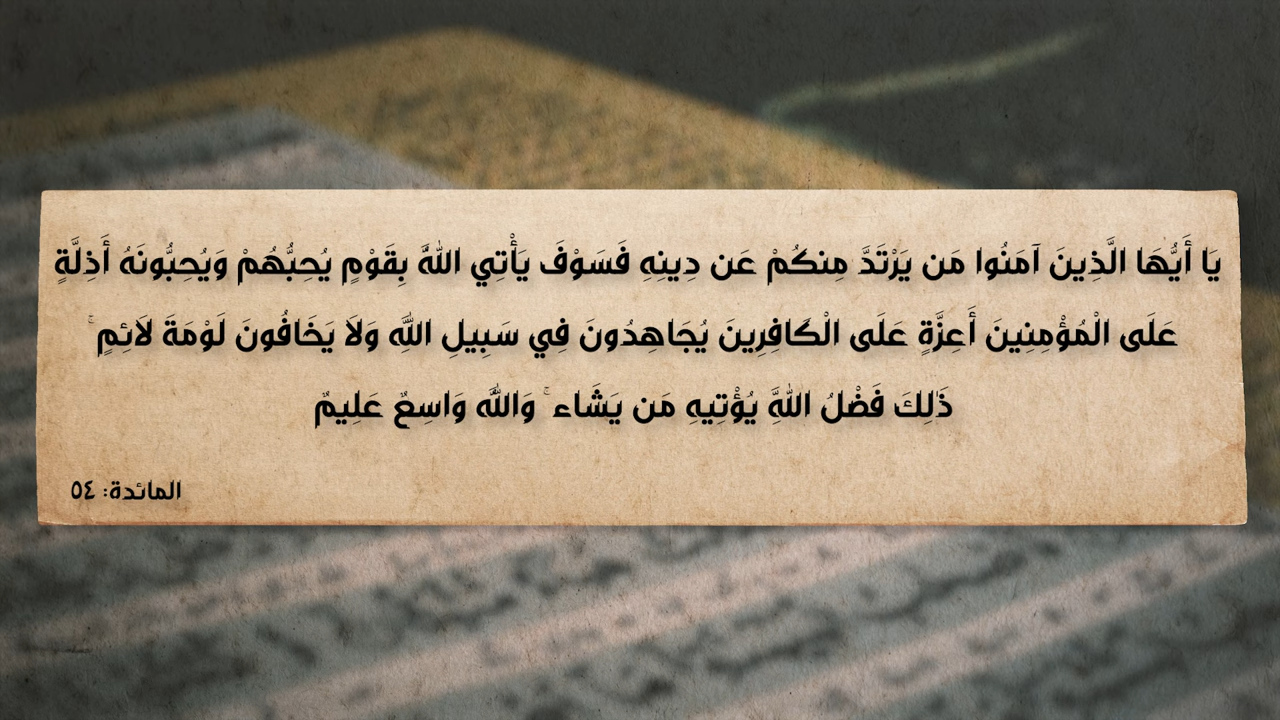 يَا أَيُّهَا الَّذِينَ آمَنُوا مَن يَرْتَدَّ مِنكُمْ عَن دِينِهِ فَسَوْفَ يَأْتِي اللَّهُ بِقَوْمٍ يُحِبُّهُمْ وَيُحِبُّونَهُ أَذِلَّةٍ
عَلَى الْمُؤْمِنِينَ أَعِزَّةٍ عَلَى الْكَافِرِينَ يُجَاهِدُونَ فِي سَبِيلِ اللَّهِ وَلَا يَخَافُونَ لَوْمَةَ لَائِمٍ ۚ
ذَٰلِكَ فَضْلُ اللَّهِ يُؤْتِيهِ مَن يَشَاء ۚ وَاللَّهُ وَاسِعٌ عَلِيمٌ
المائدة: ٥٤